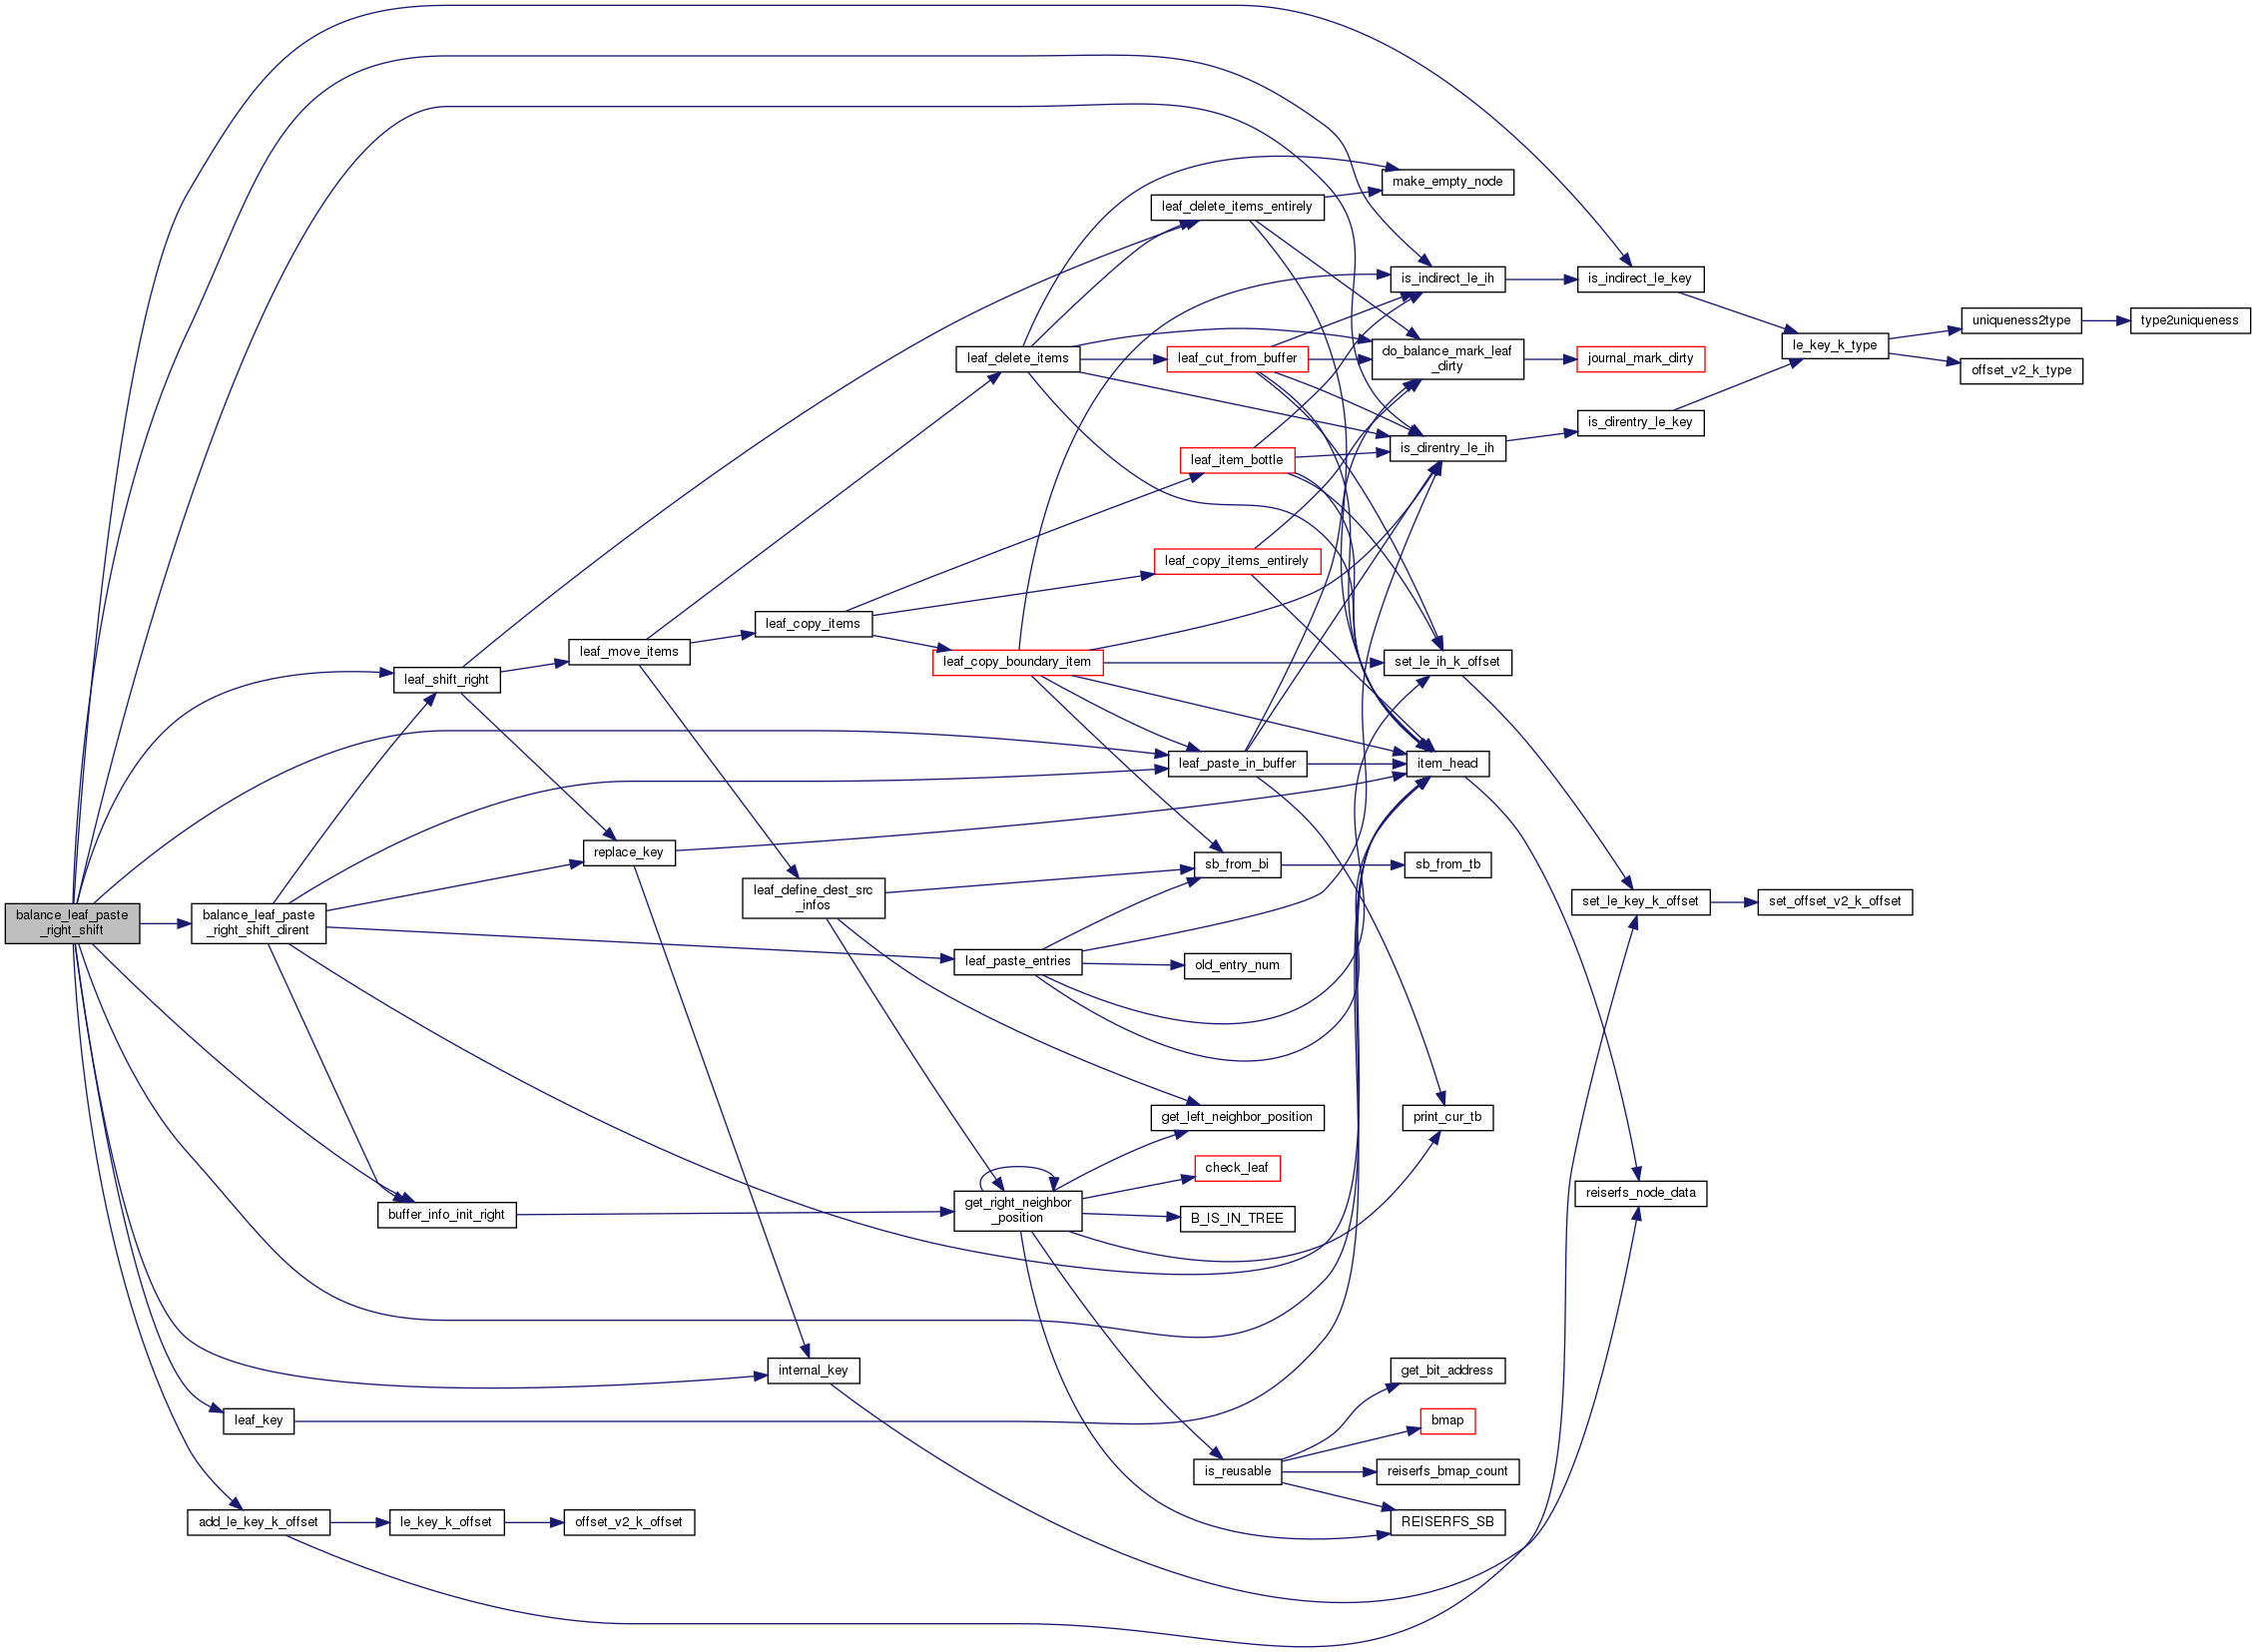 make_empty_node
leaf_delete_items_entirely
is_indirect_le_ih
is_indirect_le_key
uniqueness2type
type2uniqueness
le_key_k_type
leaf_delete_items
leaf_cut_from_buffer
do_balance_mark_leaf
_dirty
journal_mark_dirty
offset_v2_k_type
is_direntry_le_key
is_direntry_le_ih
leaf_item_bottle
leaf_copy_items_entirely
leaf_copy_items
leaf_move_items
leaf_copy_boundary_item
set_le_ih_k_offset
leaf_shift_right
leaf_paste_in_buffer
item_head
replace_key
sb_from_bi
sb_from_tb
leaf_define_dest_src
_infos
set_le_key_k_offset
set_offset_v2_k_offset
balance_leaf_paste
_right_shift
balance_leaf_paste
_right_shift_dirent
leaf_paste_entries
old_entry_num
get_left_neighbor_position
print_cur_tb
check_leaf
reiserfs_node_data
get_right_neighbor
_position
buffer_info_init_right
B_IS_IN_TREE
internal_key
get_bit_address
leaf_key
bmap
is_reusable
reiserfs_bmap_count
add_le_key_k_offset
le_key_k_offset
offset_v2_k_offset
REISERFS_SB